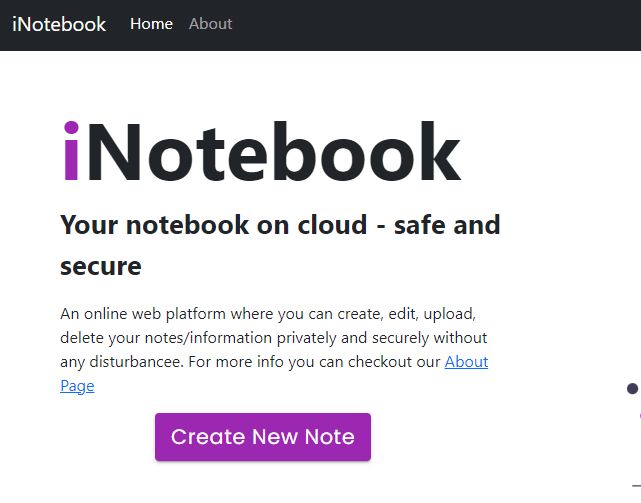 iNotebook Home About
iNotebook
Your notebook on cloud - safe and
secure
An online web platform where you can create, edit, upload,
delete your notes/information privately and securely without
any disturbancee. For more info you can checkout our About
Page
Create New Note